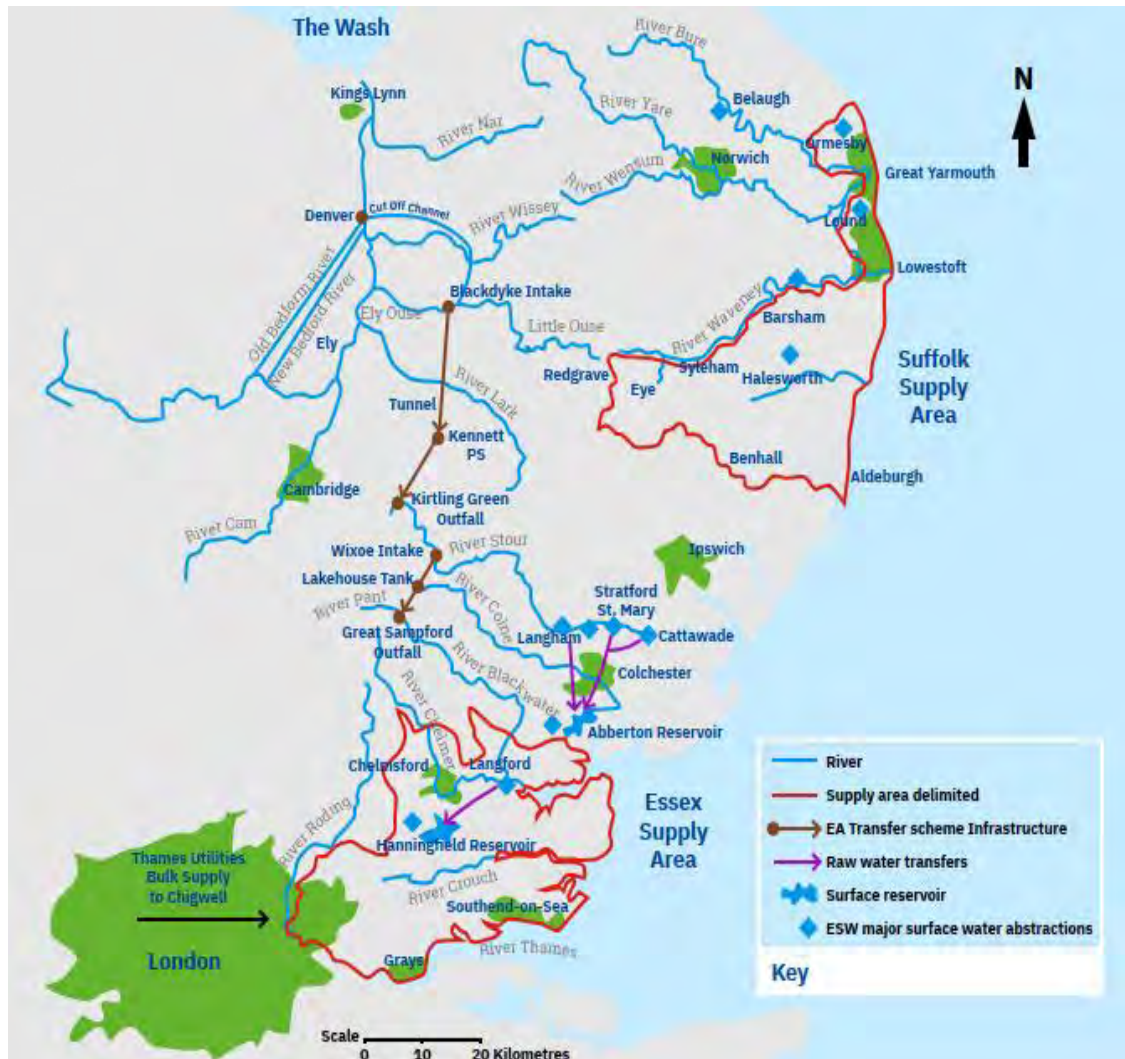 The Wash
River Bure
Kings Lynn
River Nar
River Yare
Belaugh
N
Ormesby
Norwich
Great Yarmouth
River Wensum
River Wissey
Denver
Cut Off Channel
Lound
Lowestoft
Old Bedform River
New Bedford River
Blackdyke Intake
Ely Ouse
Little Ouse
River Waveney
Barsham
Ely
Redgrave
Syleham
Eye
Halesworth
Suffolk
Supply
Area
Tunnel
River Lark
Kennett
PS
Benhall
Aldeburgh
Cambridge
Kirtling Green
Outfall
River Cam
Wixoe Intake
River Stour
Ipswich
Lakehouse Tank
River Pant
River Colne
Stratford
St. Mary
Great Sampford
Outfall
Langham
Cattawade
River Blackwater
Colchester
River Chelmer
Abberton Reservoir
Chelmsford
Langford
Essex
Supply
Area
River Roding
Hanningfield Reservoir
Thames Utilities
Bulk Supply
to Chigwell
River Crouch
Southend-on-Sea
London
Grays
River Thames
Scale
0 10 20 Kilometres
River
Supply area delimited
EA Transfer scheme Infrastructure
Raw water transfers
Surface reservoir
ESW major surface water abstractions
Key